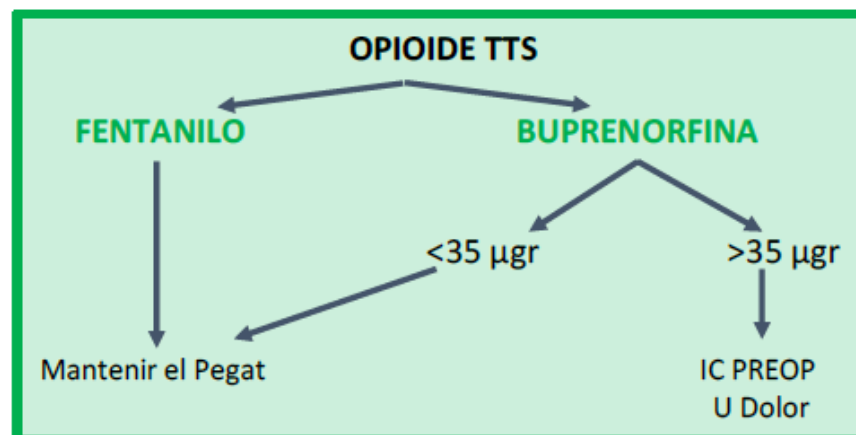 OPIOIDE TTS
FENTANILO
BUPRENORFINA
<35 µgr
>35 µgr
Mantenir el Pegat
IC PREOP
U Dolor